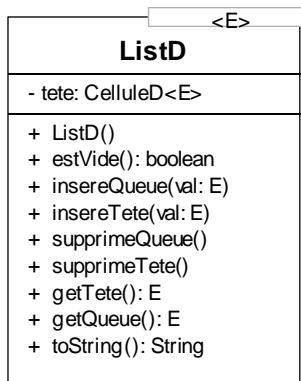 <E>
ListD
- tete: CelluleD<E>
+ ListD()
+ estVide(): boolean
+ insereQueue(val: E)
+ insereTete(val: E)
+ supprimeQueue()
+ supprimeTete()
+ getTete(): E
+ getQueue(): E
+ toString(): String